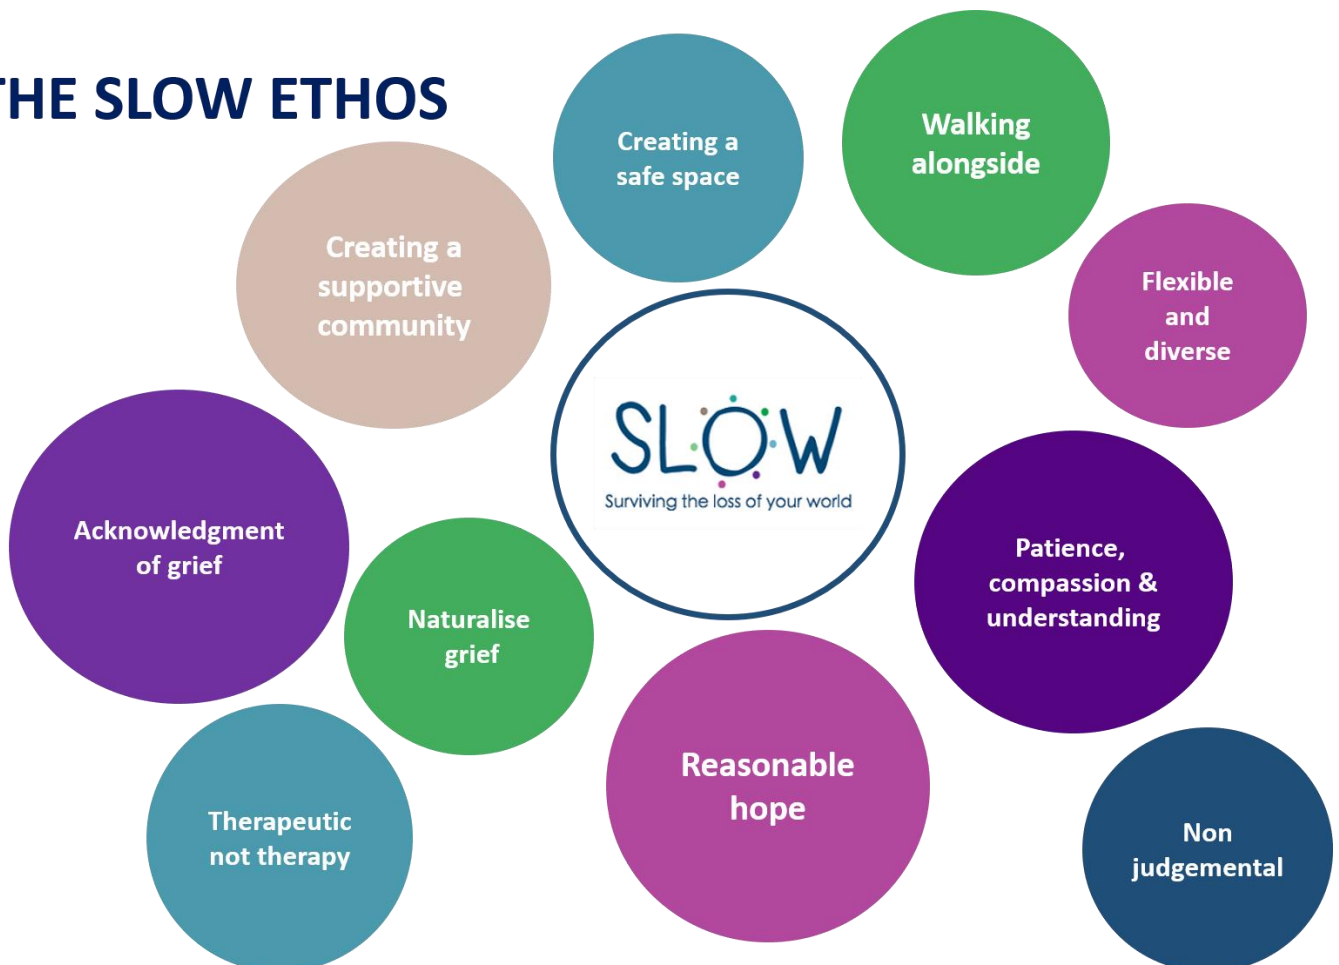 THE SLOW ETHOS
Creating a
safe space
Walking
alongside
Creating a
supportive
community
Flexible
and
diverse
SLOW
Surviving the loss of your world
Acknowledgment
of grief
Naturalise
grief
Patience,
compassion &
understanding
Reasonable
hope
Therapeutic
not therapy
Non
judgemental